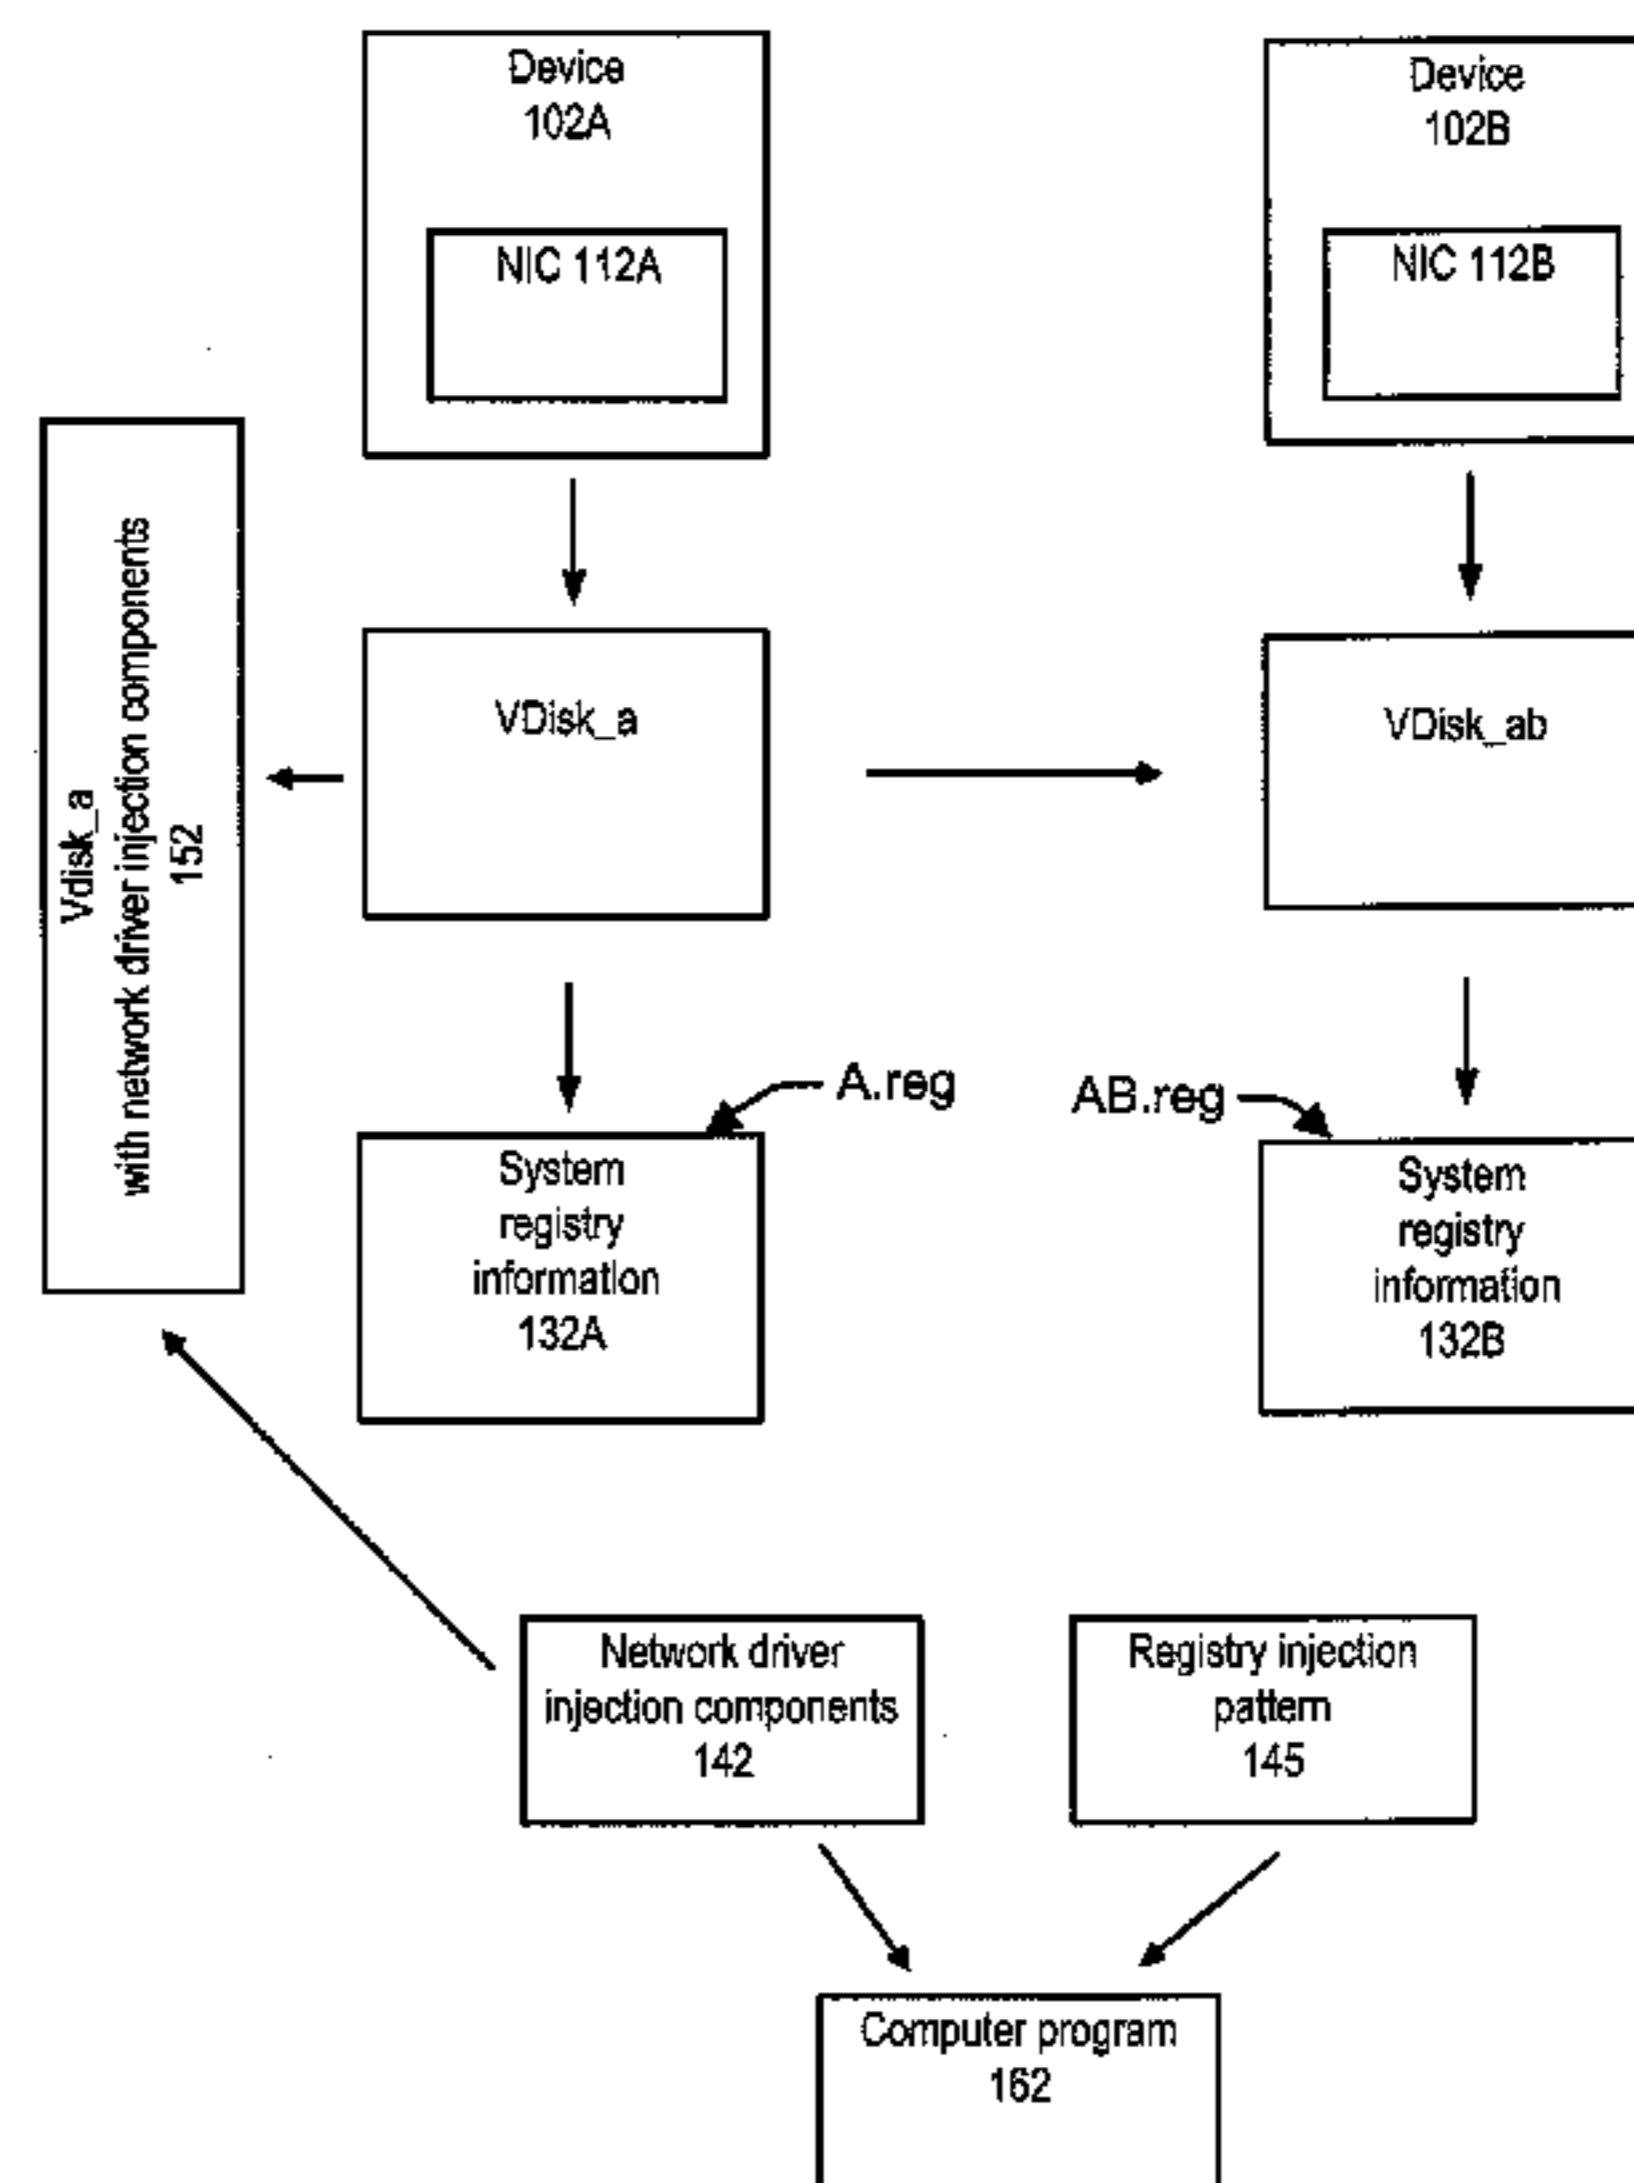 Device
102A
NIC 112A
Device
102B
NIC 112B
Vdisk_a
with network driver injection components
152
VDisk_a
VDisk_ab
A.reg
AB.reg
System
registry
information
132A
System
registry
information
132B
Network driver
injection components
142
Registry injection
pattern
145
Computer program
162